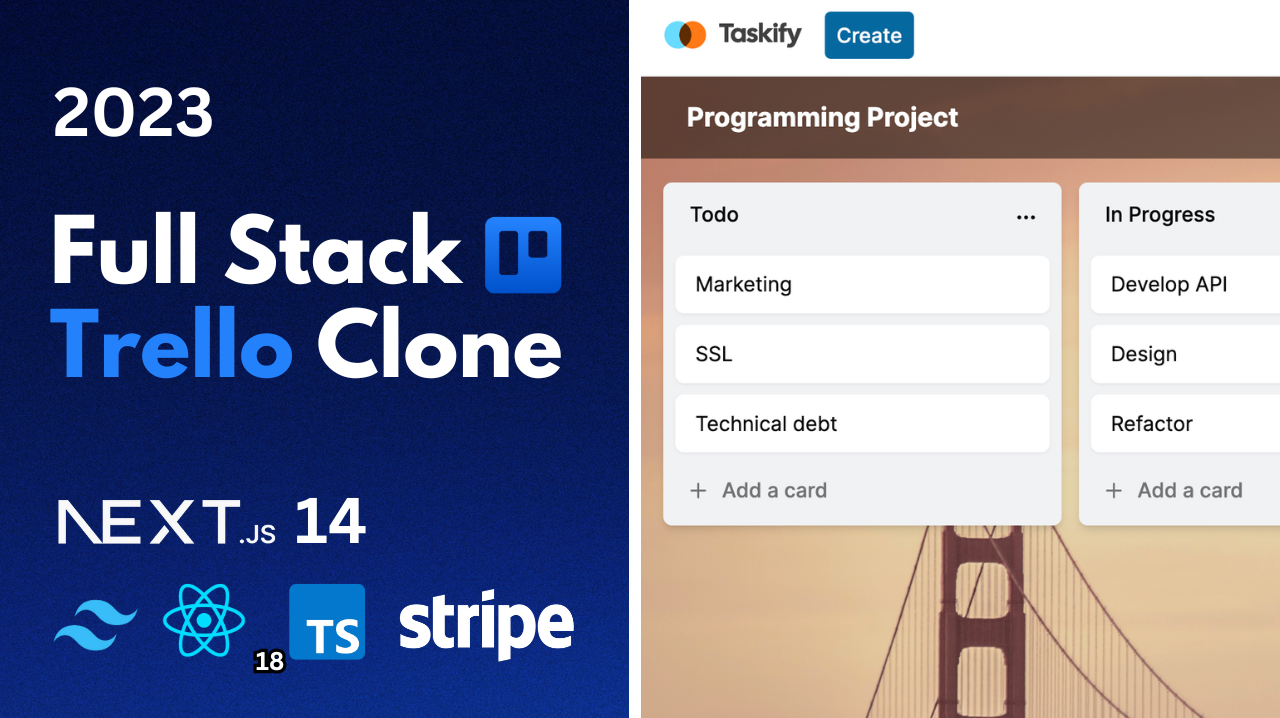 2023
Full Stack
Trello Clone
NEXT.JS 14
18
TS
stripe
Taskify
Create
Programming Project
Todo
...
Marketing
SSL
Technical debt
+ Add a card
In Progress
Develop API
Design
Refactor
+ Add a card